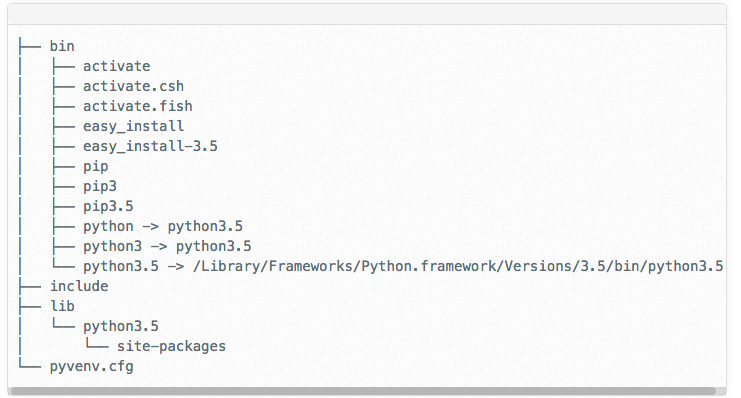 ├── bin
│   ├── activate
│   ├── activate.csh
│   ├── activate.fish
│   ├── easy_install
│   ├── easy_install-3.5
│   ├── pip
│   ├── pip3
│   ├── pip3.5
│   ├── python -> python3.5
│   ├── python3 -> python3.5
│   └── python3.5 -> /Library/Frameworks/Python.framework/Versions/3.5/bin/python3.5
├── include
├── lib
│   └── python3.5
│       └── site-packages
└── pyvenv.cfg